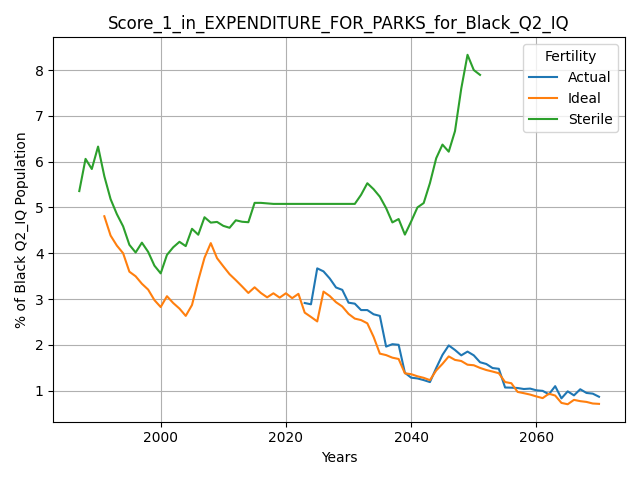 Score_1_in_EXPENDITURE_FOR_PARKS_for_Black_Q2_IQ
Fertility
Actual
Ideal
Sterile
% of Black Q2_IQ Population
8
7
6
5
4
3
2
1
2000 2020 2040 2060
Years